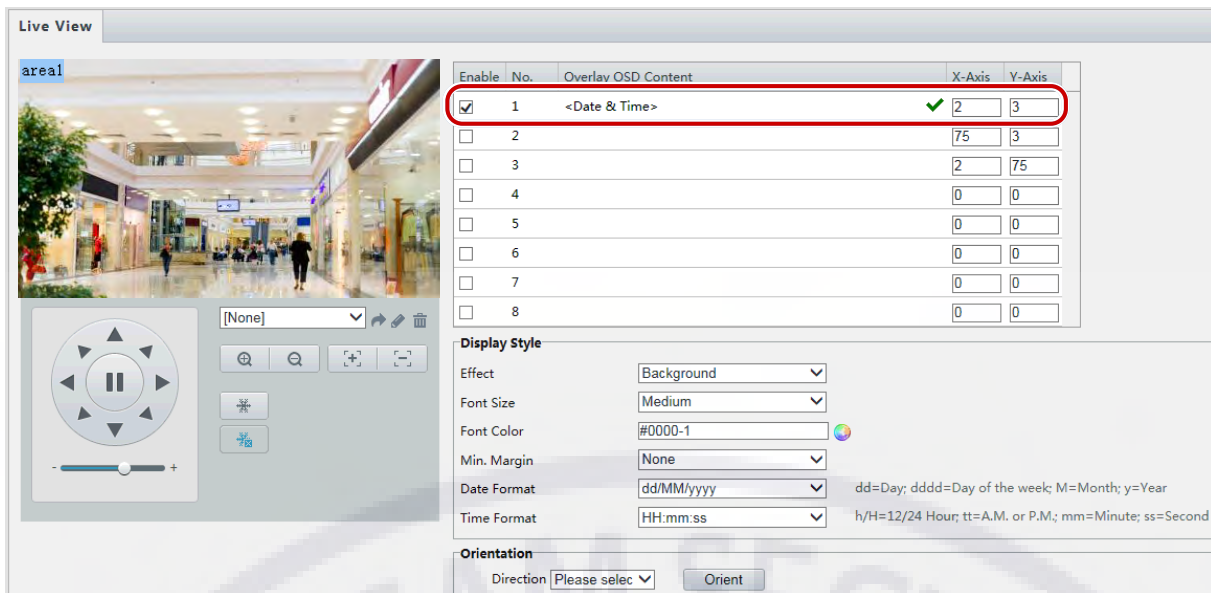 Live View
area1
Enable No. Overlay OSD Content X-Axis Y-Axis
1 <Date & Time> 2 3
2 75 3
3 2 75
4 0 0
5 0 0
6 0 0
7 0 0
8 0 0
[None]
- +
Display Style
Effect Background
Font Size Medium
Font Color #0000-1
Min. Margin None
Date Format dd/MM/yyyy dd=Day; dddd=Day of the week; M=Month; y=Year
Time Format HH:mm:ss h/H=12/24 Hour; tt=A.M. or P.M.; mm=Minute; ss=Second
Orientation
Direction Please selec Orient